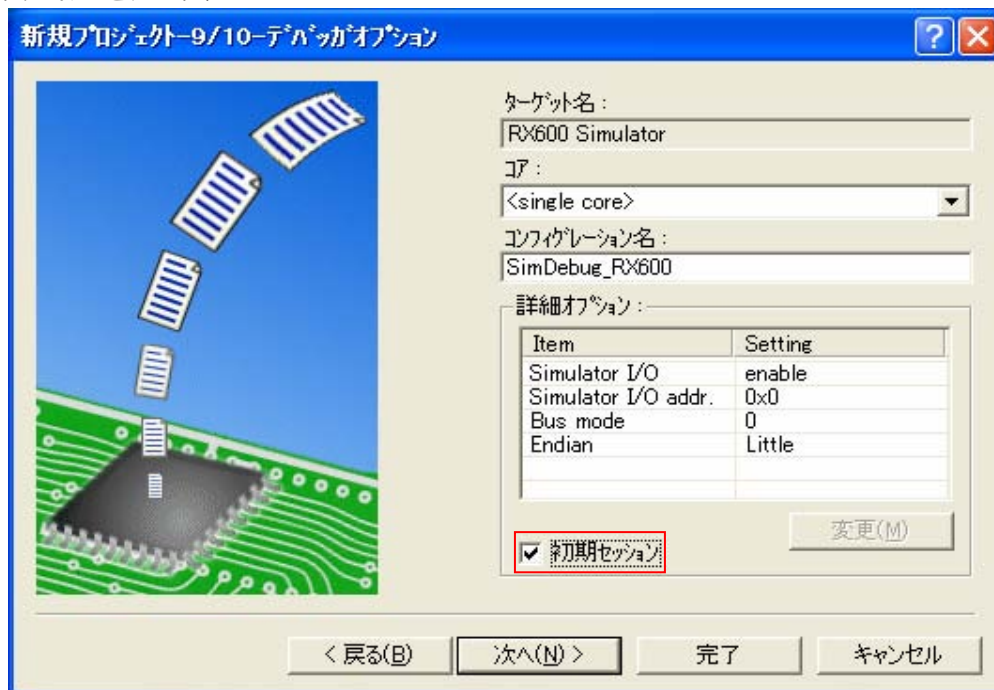 新規ﾌﾟﾛｼﾞｪｸﾄ-9/10-ﾃﾞﾊﾞｯｶﾞｵﾌﾟｼｮﾝ
ﾀｰｹﾞｯﾄ名 :
RX600 Simulator
ｺｱ :
<single core>
ｺﾝﾌｨｸﾞﾚｰｼｮﾝ名 :
SimDebug_RX600
詳細ｵﾌﾟｼｮﾝ :
Item Setting
Simulator I/O enable
Simulator I/O addr. 0x0
Bus mode 0
Endian Little
変更(M)
初期ｾｯｼｮﾝ
< 戻る(B) 次へ(N) > 完了 ｷｬﾝｾﾙ